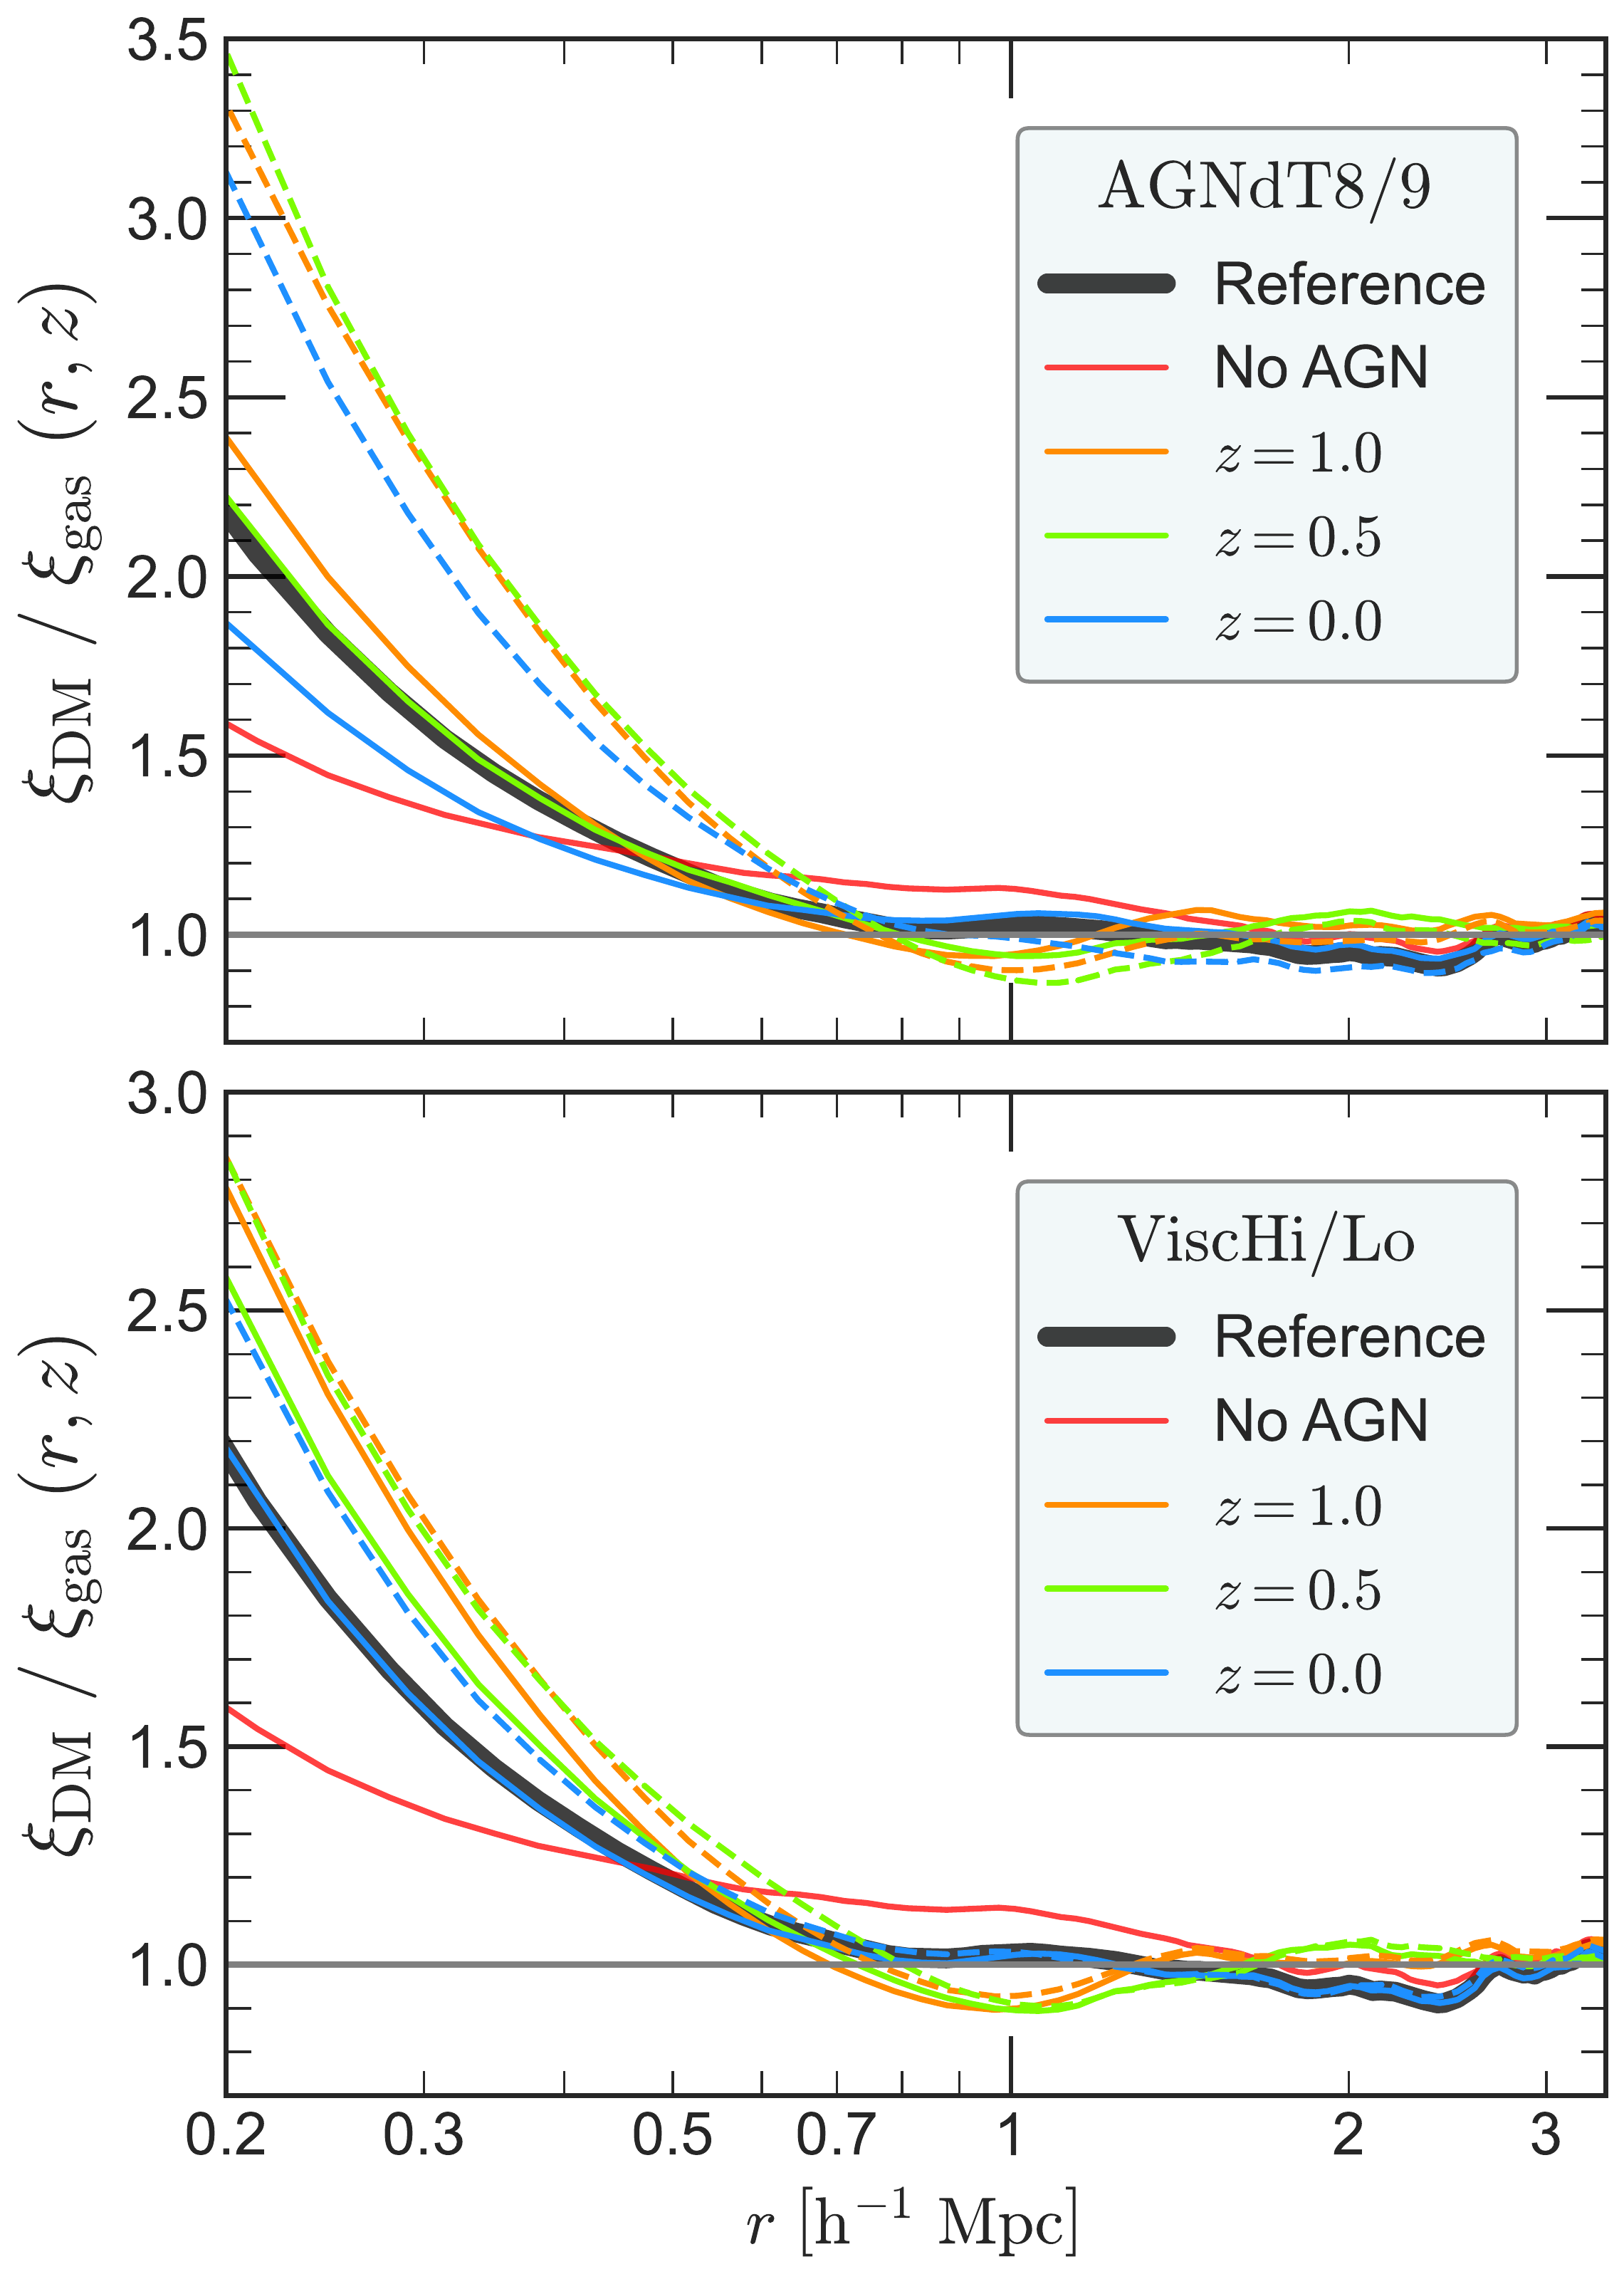 3.5
3.0
2.5
2.0
1.5
1.0
ξDM / ξgas (r, z)
AGNdT8/9
Reference
No AGN
z = 1.0
z = 0.5
z = 0.0
3.0
2.5
2.0
1.5
1.0
ξDM / ξgas (r, z)
ViscHi/Lo
Reference
No AGN
z = 1.0
z = 0.5
z = 0.0
0.2 0.3 0.5 0.7 1 2 3
r [h⁻¹ Mpc]